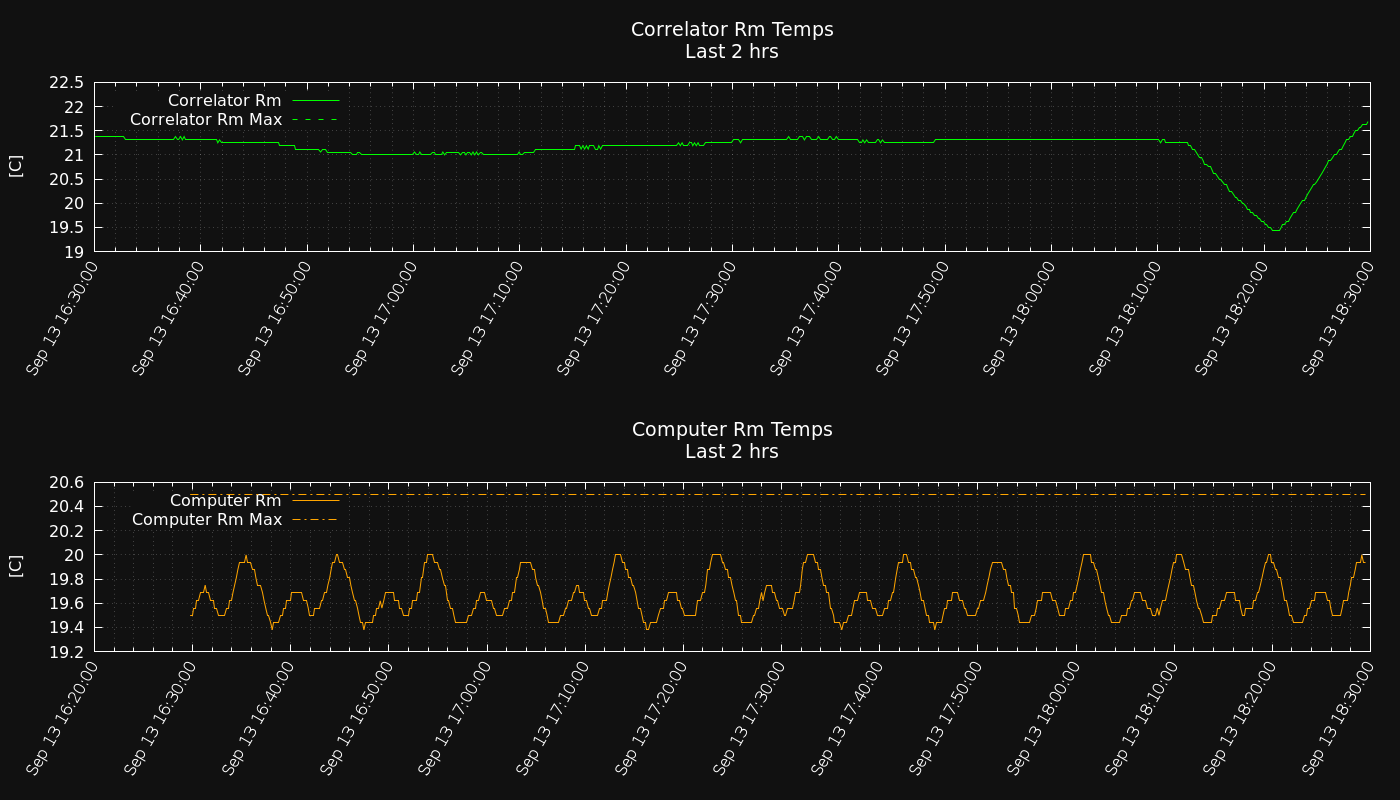 Correlator Rm Temps
Last 2 hrs
22.5
22
21.5
21
20.5
20
19.5
19
[C]
Correlator Rm
Correlator Rm Max
Sep 13 16:30:00
Sep 13 16:40:00
Sep 13 16:50:00
Sep 13 17:00:00
Sep 13 17:10:00
Sep 13 17:20:00
Sep 13 17:30:00
Sep 13 17:40:00
Sep 13 17:50:00
Sep 13 18:00:00
Sep 13 18:10:00
Sep 13 18:20:00
Sep 13 18:30:00
Computer Rm Temps
Last 2 hrs
20.6
20.4
20.2
20
19.8
19.6
19.4
19.2
[C]
Computer Rm
Computer Rm Max
Sep 13 16:20:00
Sep 13 16:30:00
Sep 13 16:40:00
Sep 13 16:50:00
Sep 13 17:00:00
Sep 13 17:10:00
Sep 13 17:20:00
Sep 13 17:30:00
Sep 13 17:40:00
Sep 13 17:50:00
Sep 13 18:00:00
Sep 13 18:10:00
Sep 13 18:20:00
Sep 13 18:30:00